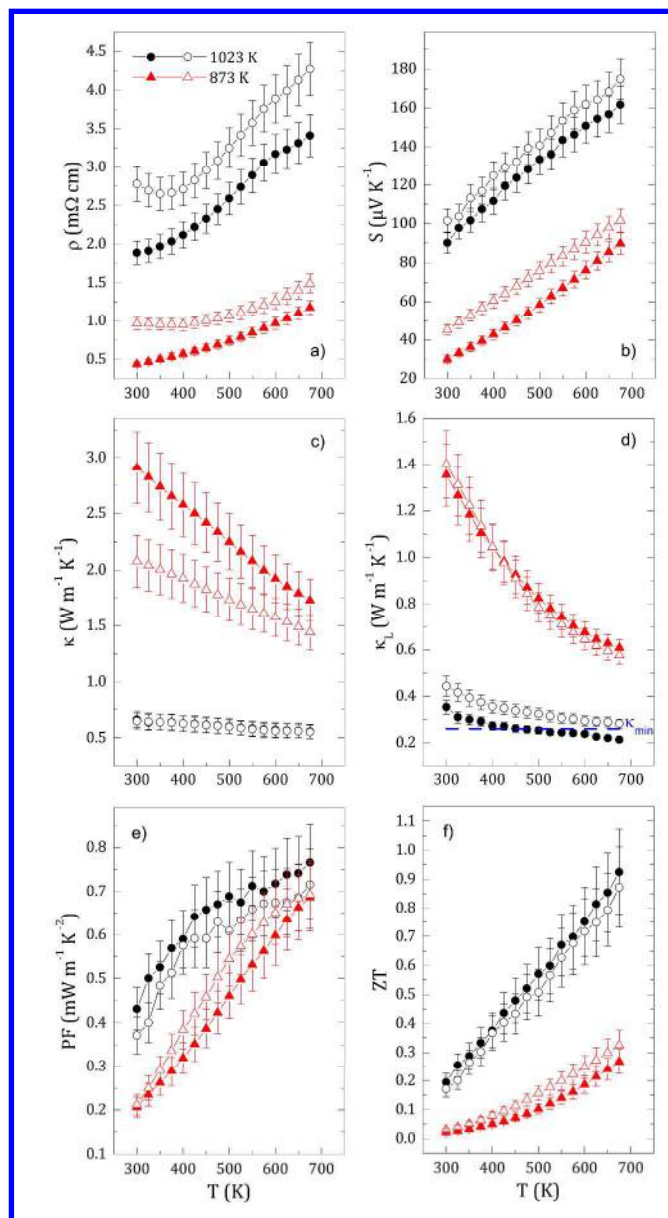 4.5
4.0
3.5
3.0
2.5
2.0
1.5
1.0
0.5
ρ (mΩ cm)
1023 K
873 K
a)
300 400 500 600 700
180
160
140
120
100
80
60
40
20
S (μV K⁻¹)
b)
300 400 500 600 700
3.0
2.5
2.0
1.5
1.0
0.5
κ (W m⁻¹ K⁻¹)
c)
300 400 500 600 700
1.6
1.4
1.2
1.0
0.8
0.6
0.4
0.2
κL (W m⁻¹ K⁻¹)
d)
κmin
300 400 500 600 700
0.8
0.7
0.6
0.5
0.4
0.3
0.2
0.1
PF (mW m⁻¹ K⁻²)
e)
300 400 500 600 700
T (K)
1.1
1.0
0.9
0.8
0.7
0.6
0.5
0.4
0.3
0.2
0.1
0.0
ZT
f)
300 400 500 600 700
T (K)